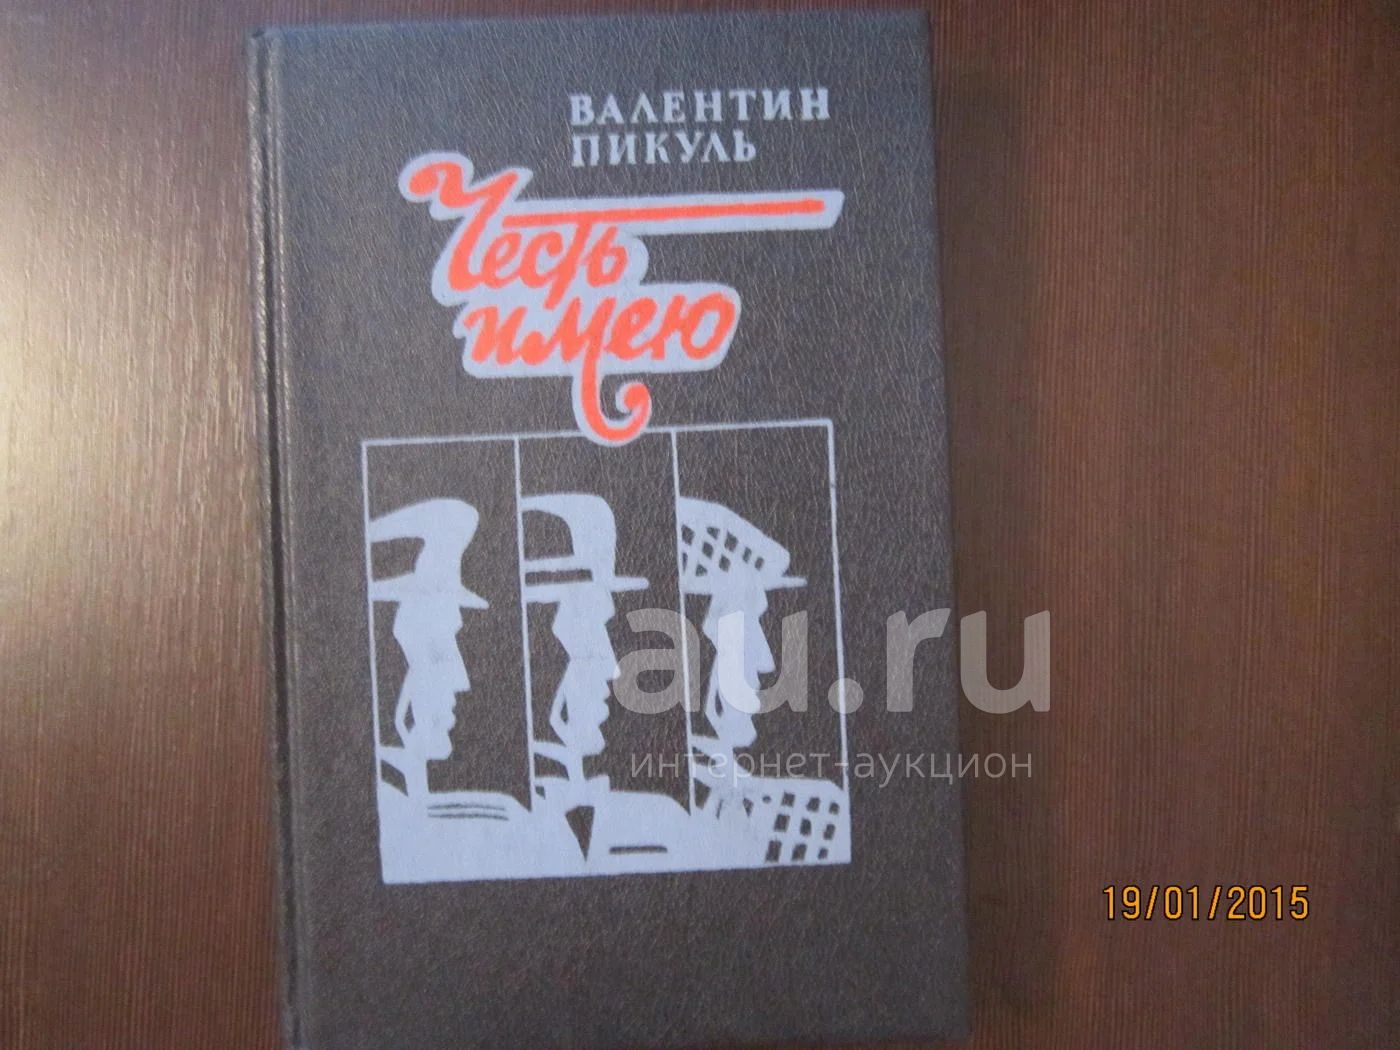 ВАЛЕНТИН
ПИКУЛЬ
Честь
имею
au.ru
интернет-аукцион
19/01/2015